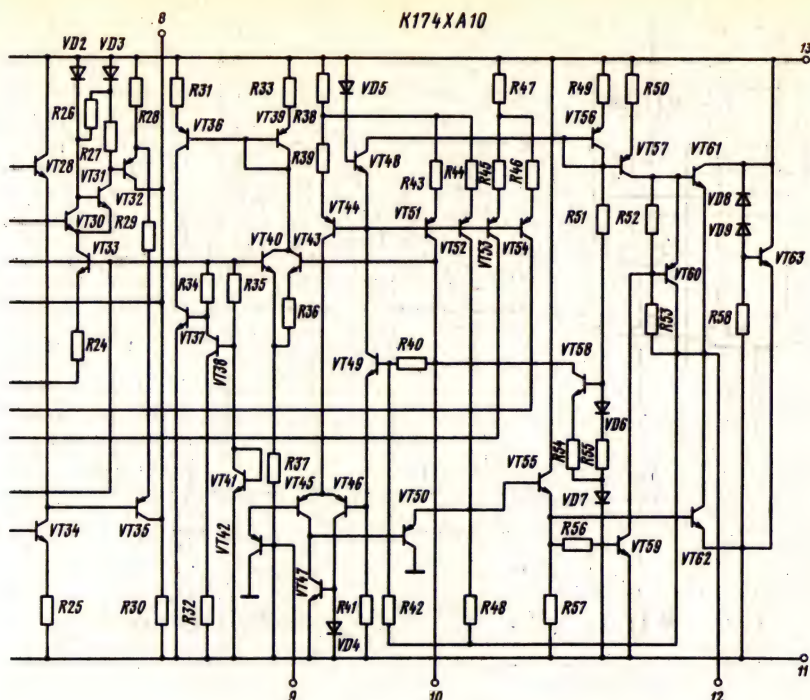 К174ХА10
8
13
VD2 VD3
R26
R27
R28
R31
R33
R38
VD5
R47
R49
R50
VT28
VT31
VT32
VT36
VT39
R39
VT48
R43
R44
R45
R46
VT56
VT57
VT61
VT30
R29
VT44
VT51
VT52
VT53
VT54
R51
R52
VD8
VD9
VT63
VT33
VT40
VT43
R34
R35
R36
VT60
R53
R58
R24
VT37
VT38
R40
VT49
VT58
VD6
R54
R55
VD7
VT41
R37
VT45
VT46
VT50
VT55
VT34
VT35
VT42
VT47
R56
VT59
VT62
R25
R30
R32
VD4
R41
R42
R48
R57
9
10
12
11